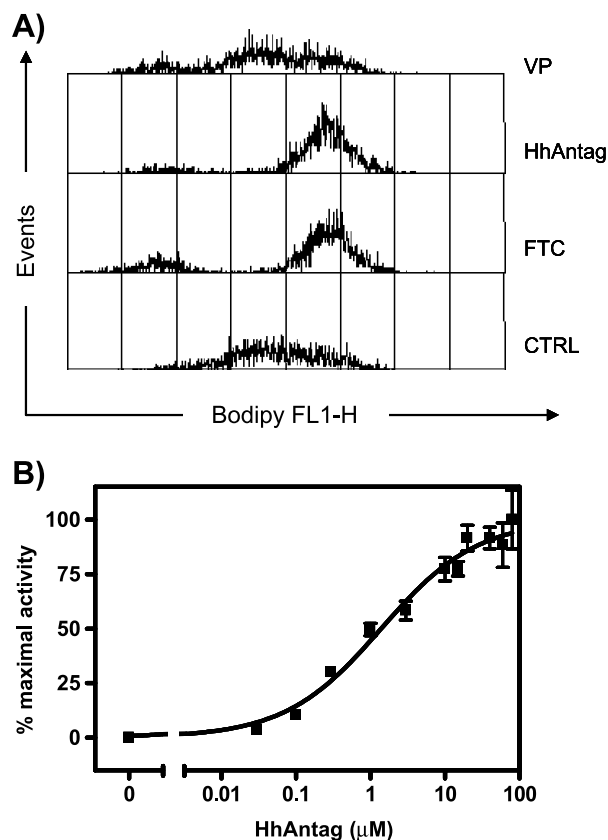 A)
VP
HhAntag
FTC
CTRL
Events
Bodipy FL1-H
B)
100
75
50
25
0
% maximal activity
0 0.01 0.1 1 10 100
HhAntag (μM)